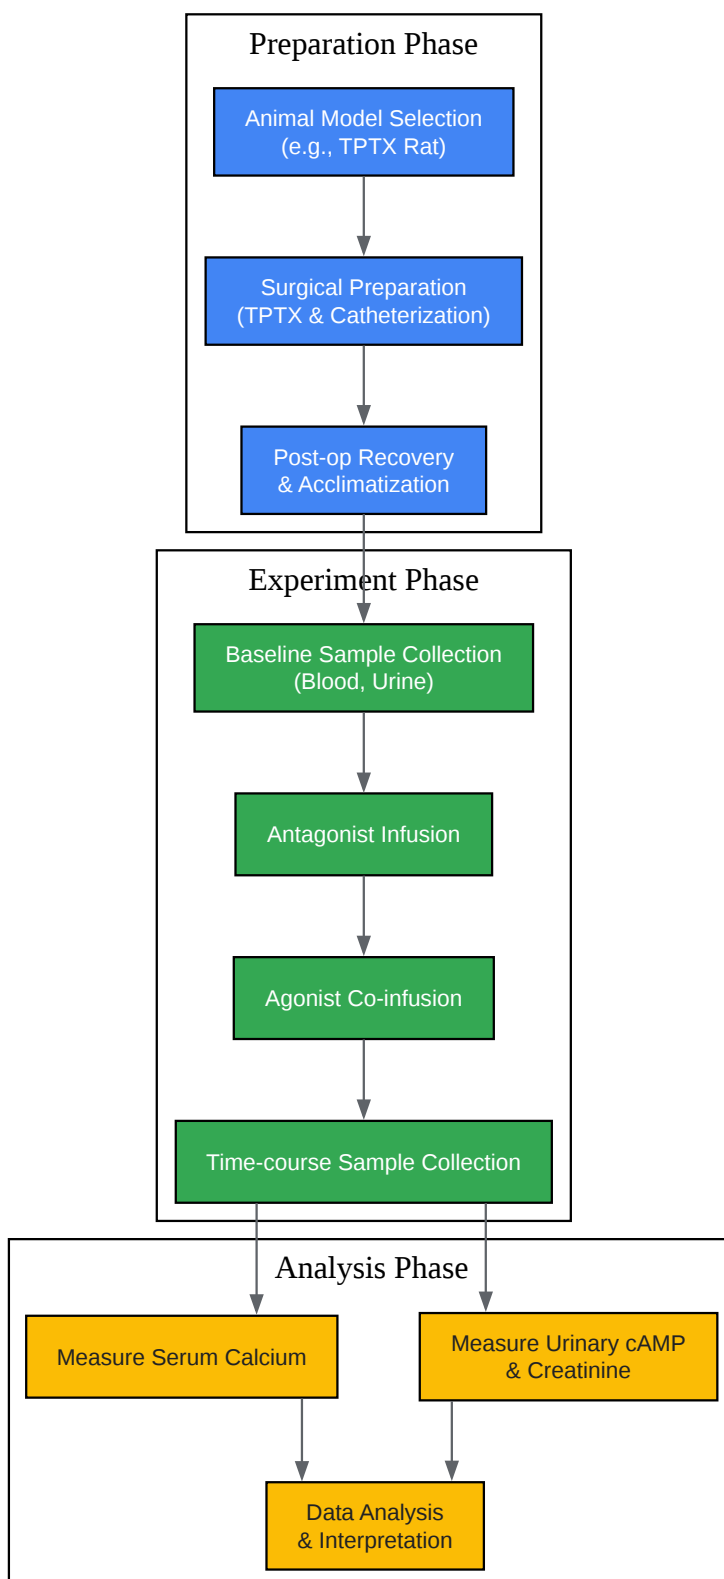 Preparation Phase
Animal Model Selection
(e.g., TPTX Rat)
Surgical Preparation
(TPTX & Catheterization)
Post-op Recovery
& Acclimatization
Experiment Phase
Baseline Sample Collection
(Blood, Urine)
Antagonist Infusion
Agonist Co-infusion
Time-course Sample Collection
Analysis Phase
Measure Serum Calcium
Measure Urinary cAMP
& Creatinine
Data Analysis
& Interpretation